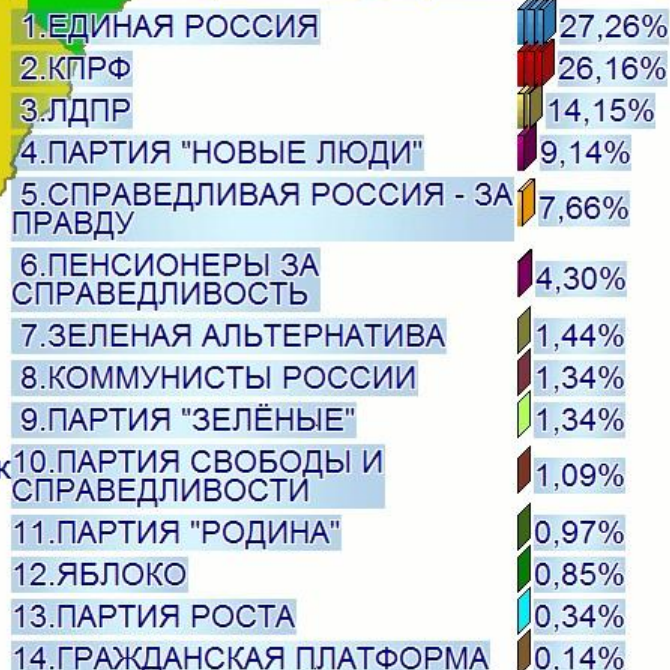 1.ЕДИНАЯ РОССИЯ 27,26%
2.КПРФ 26,16%
3.ЛДПР 14,15%
4.ПАРТИЯ "НОВЫЕ ЛЮДИ" 9,14%
5.СПРАВЕДЛИВАЯ РОССИЯ - ЗА
ПРАВДУ 7,66%
6.ПЕНСИОНЕРЫ ЗА
СПРАВЕДЛИВОСТЬ 4,30%
7.ЗЕЛЕНАЯ АЛЬТЕРНАТИВА 1,44%
8.КОММУНИСТЫ РОССИИ 1,34%
9.ПАРТИЯ "ЗЕЛЁНЫЕ" 1,34%
к10.ПАРТИЯ СВОБОДЫ И
СПРАВЕДЛИВОСТИ 1,09%
11.ПАРТИЯ "РОДИНА" 0,97%
12.ЯБЛОКО 0,85%
13.ПАРТИЯ РОСТА 0,34%
14.ГРАЖДАНСКАЯ ПЛАТФОРМА 0,14%